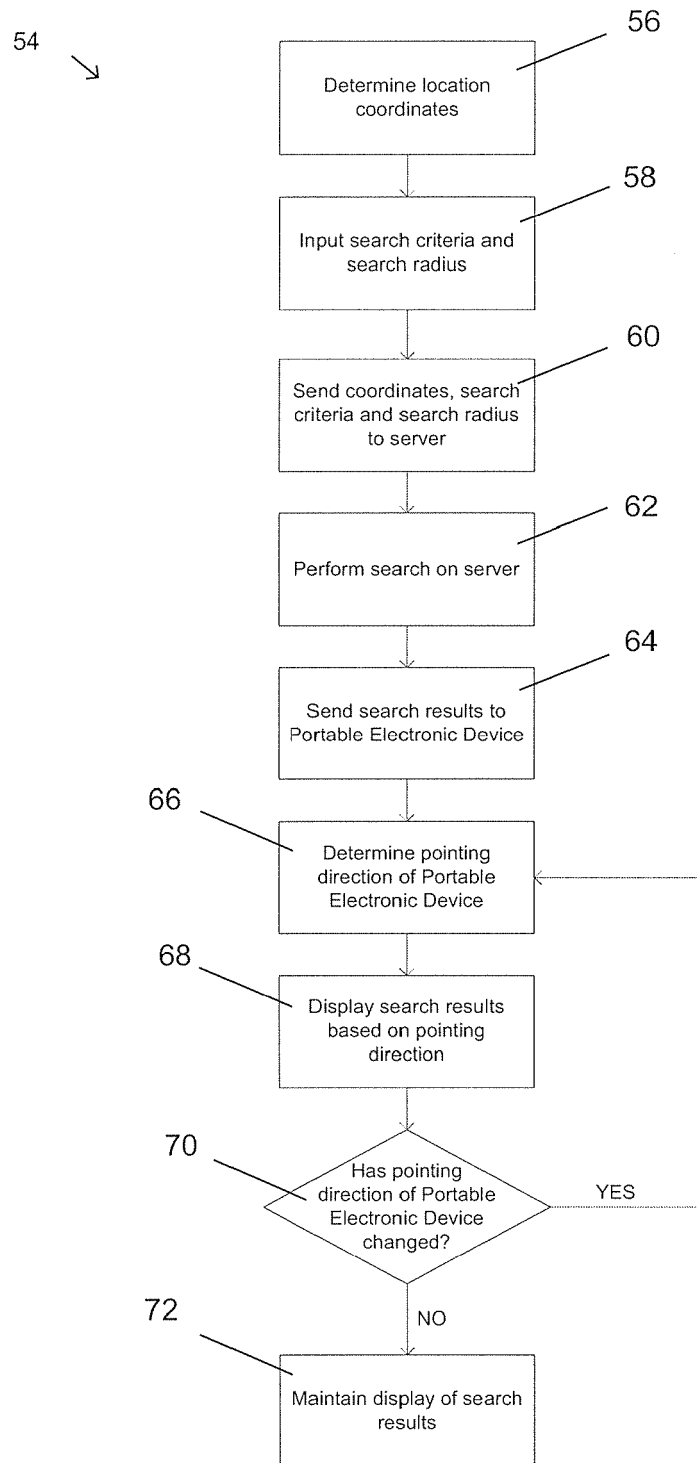 54
56
Determine location
coordinates
58
Input search criteria and
search radius
60
Send coordinates, search
criteria and search radius
to server
62
Perform search on server
64
Send search results to
Portable Electronic Device
66
Determine pointing
direction of Portable
Electronic Device
68
Display search results
based on pointing
direction
70
Has pointing
direction of Portable
Electronic Device
changed?
YES
NO
72
Maintain display of search
results